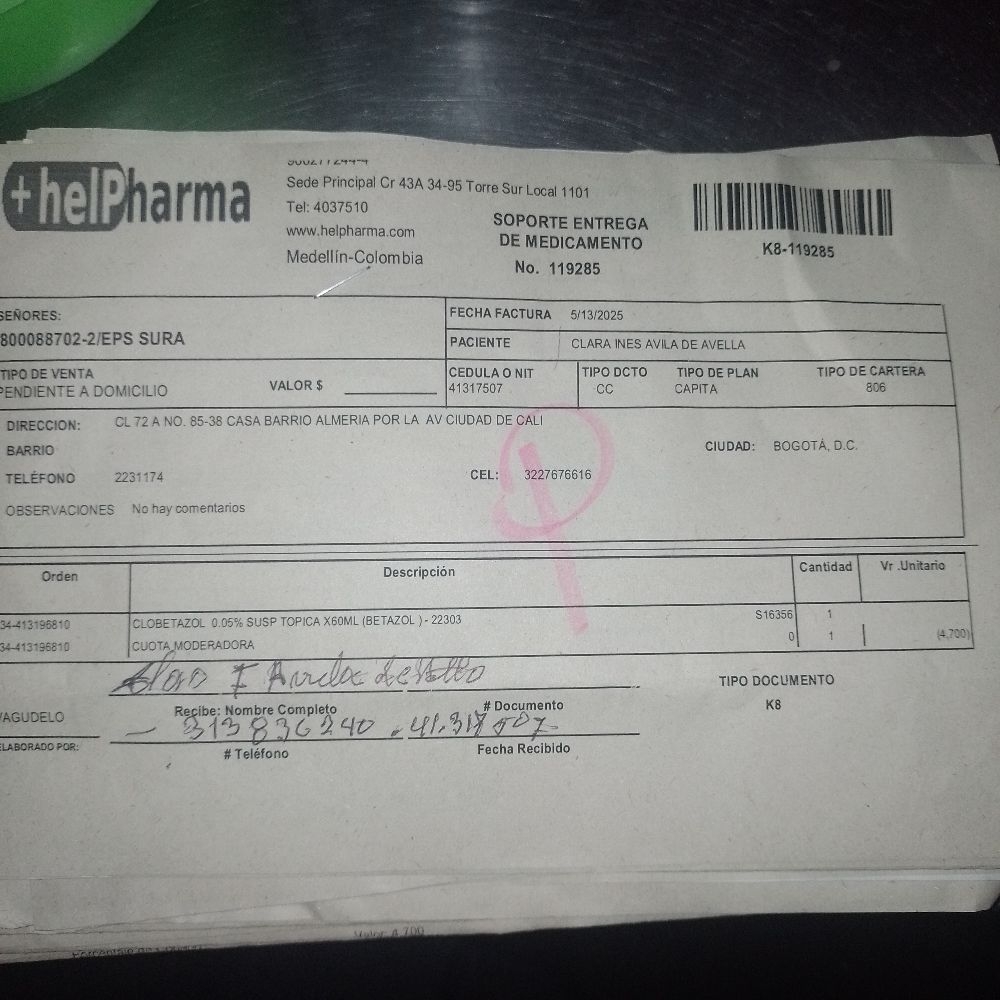 +helPharma
Sede Principal Cr 43A 34-95 Torre Sur Local 1101
Tel: 4037510
www.helpharma.com
Medellín-Colombia
SOPORTE ENTREGA
DE MEDICAMENTO
No. 119285
K8-119285
SEÑORES:
800088702-2/EPS SURA
FECHA FACTURA 5/13/2025
PACIENTE CLARA INES AVILA DE AVELLA
TIPO DE VENTA
PENDIENTE A DOMICILIO VALOR $
CEDULA O NIT
41317507
TIPO DCTO
CC
TIPO DE PLAN
CAPITA
TIPO DE CARTERA
806
DIRECCION: CL 72 A NO. 85-38 CASA BARRIO ALMERIA POR LA AV CIUDAD DE CALI
BARRIO
CIUDAD: BOGOTÁ, D.C.
TELÉFONO 2231174 CEL: 3227676616
OBSERVACIONES No hay comentarios
Orden Descripción Cantidad Vr .Unitario
34-413196810 CLOBETAZOL 0.05% SUSP TOPICA X60ML (BETAZOL ) - 22303 S16356 1
34-413196810 CUOTA MODERADORA 0 1 (4,700)
Recibe: Nombre Completo # Documento
TIPO DOCUMENTO
K8
/AGUDELO
313836240 41.317507
ELABORADO POR: # Teléfono Fecha Recibido
Valor 4.700